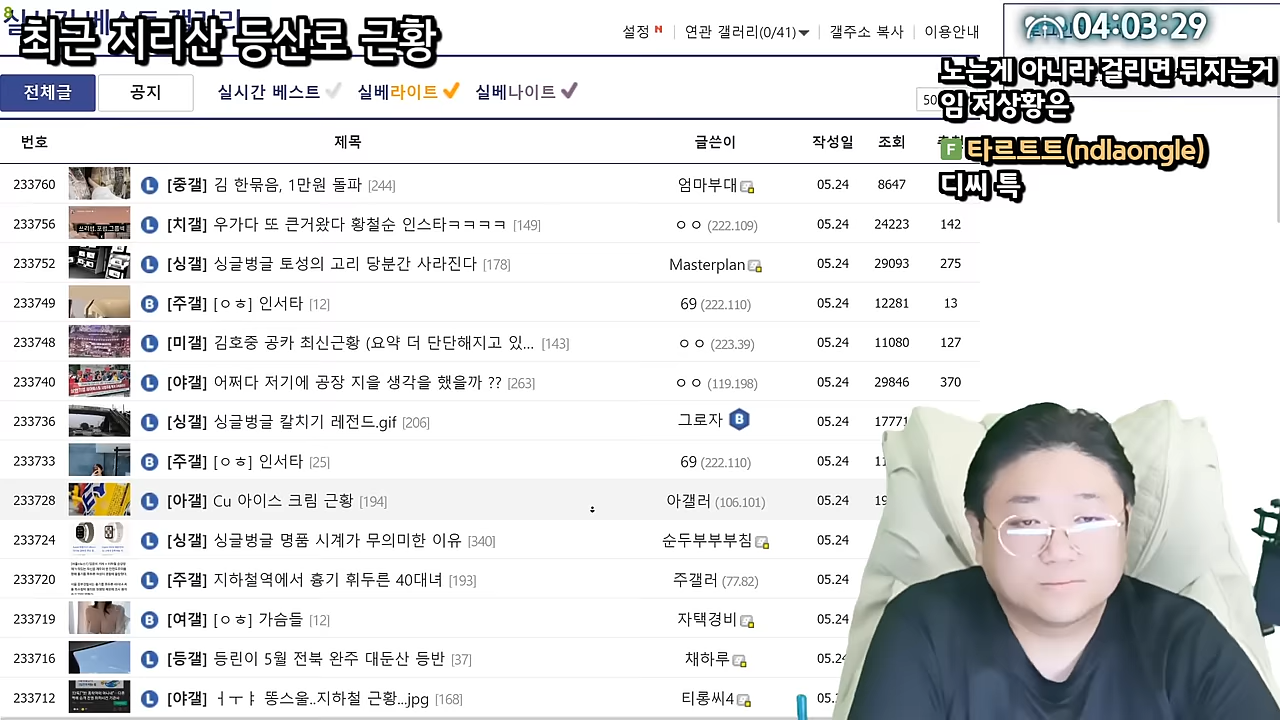 실시간 베스트 갤러리
최근 지리산 등산로 근황
설정 N 연관 갤러리(0/41) 갤주소 복사 이용안내
04:03:29
노는게 아니라 걸리면 뒤지는거
임 저상황은
F 타르트트(ndlaongle)
디씨 특
전체글 공지 실시간 베스트 실베라이트 실베나이트 50
번호 제목 글쓴이 작성일 조회
233760 L [중갤] 김 한묶음, 1만원 돌파 [244] 엄마부대 05.24 8647
233756 L [치갤] 우가다 또 큰거왔다 황철순 인스타ㅋㅋㅋㅋ [149] ㅇㅇ (222.109) 05.24 24223 142
233752 L [싱갤] 싱글벙글 토성의 고리 당분간 사라진다 [178] Masterplan 05.24 29093 275
233749 B [주갤] [ㅇㅎ] 인서타 [12] 69 (222.110) 05.24 12281 13
233748 L [미갤] 김호중 공카 최신근황 (요약 더 단단해지고 있... [143] ㅇㅇ (223.39) 05.24 11080 127
233740 L [야갤] 어쩌다 저기에 공장 지을 생각을 했을까 ?? [263] ㅇㅇ (119.198) 05.24 29846 370
233736 L [싱갤] 싱글벙글 칼치기 레전드.gif [206] 그로자 B 05.24 17771
233733 B [주갤] [ㅇㅎ] 인서타 [25] 69 (222.110) 05.24
233728 L [아갤] Cu 아이스 크림 근황 [194] 아갤러 (106.101) 05.24
233724 L [싱갤] 싱글벙글 명품 시계가 무의미한 이유 [340] 순두부부부침 05.24
233720 L [주갤] 지하철역에서 흉기 휘두른 40대녀 [193] 주갤러 (77.82) 05.24
233719 B [여갤] [ㅇㅎ] 가슴들 [12] 자택경비 05.24
233716 L [등갤] 등린이 5월 전북 완주 대둔산 등반 [37] 채하루 05.24
233712 L [야갤] ㅓㅜㅑ 똥습을..지현우 근황...jpg [168]